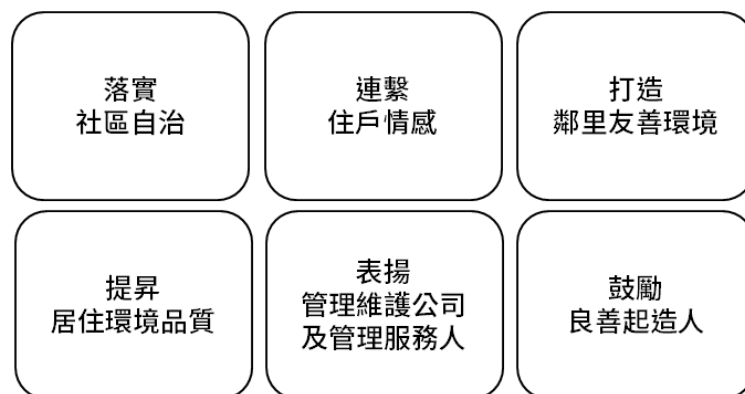 落實
社區自治
連繫
住戶情感
打造
鄰里友善環境
提昇
居住環境品質
表揚
管理維護公司
及管理服務人
鼓勵
良善起造人